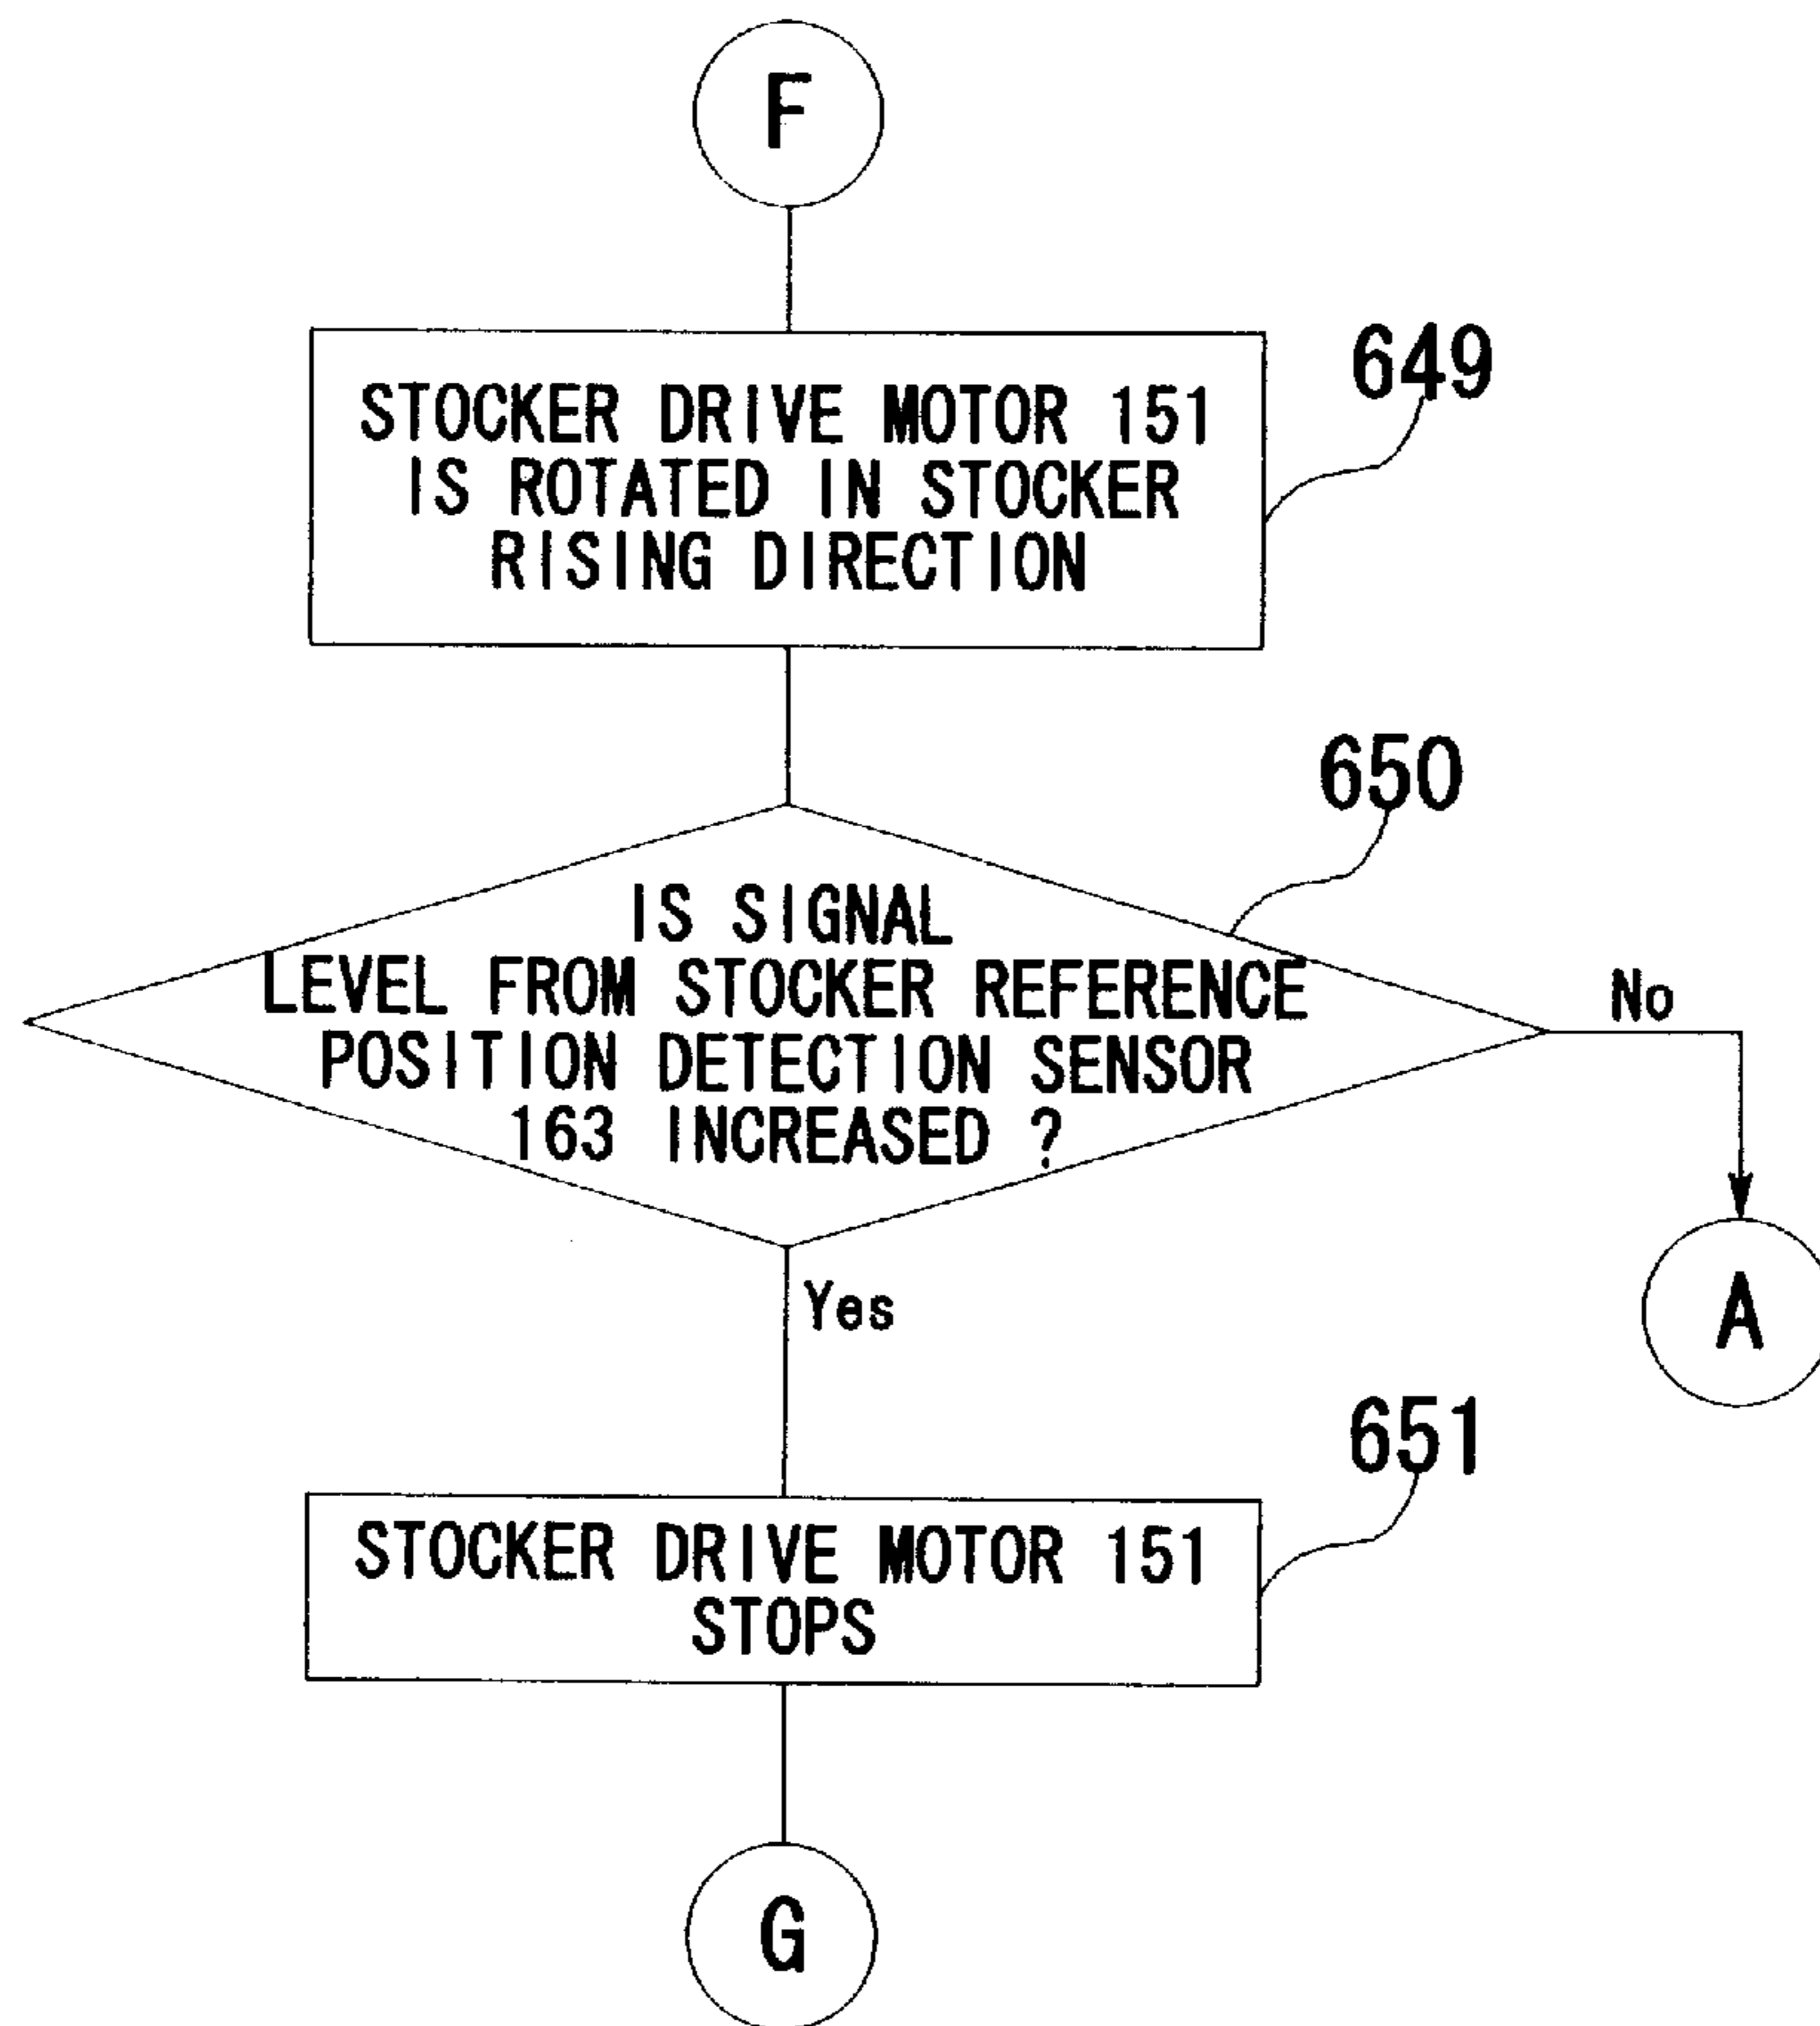 F
649
STOCKER DRIVE MOTOR 151
IS ROTATED IN STOCKER
RISING DIRECTION
650
IS SIGNAL
LEVEL FROM STOCKER REFERENCE
POSITION DETECTION SENSOR
163 INCREASED ?
No
A
Yes
651
STOCKER DRIVE MOTOR 151
STOPS
G